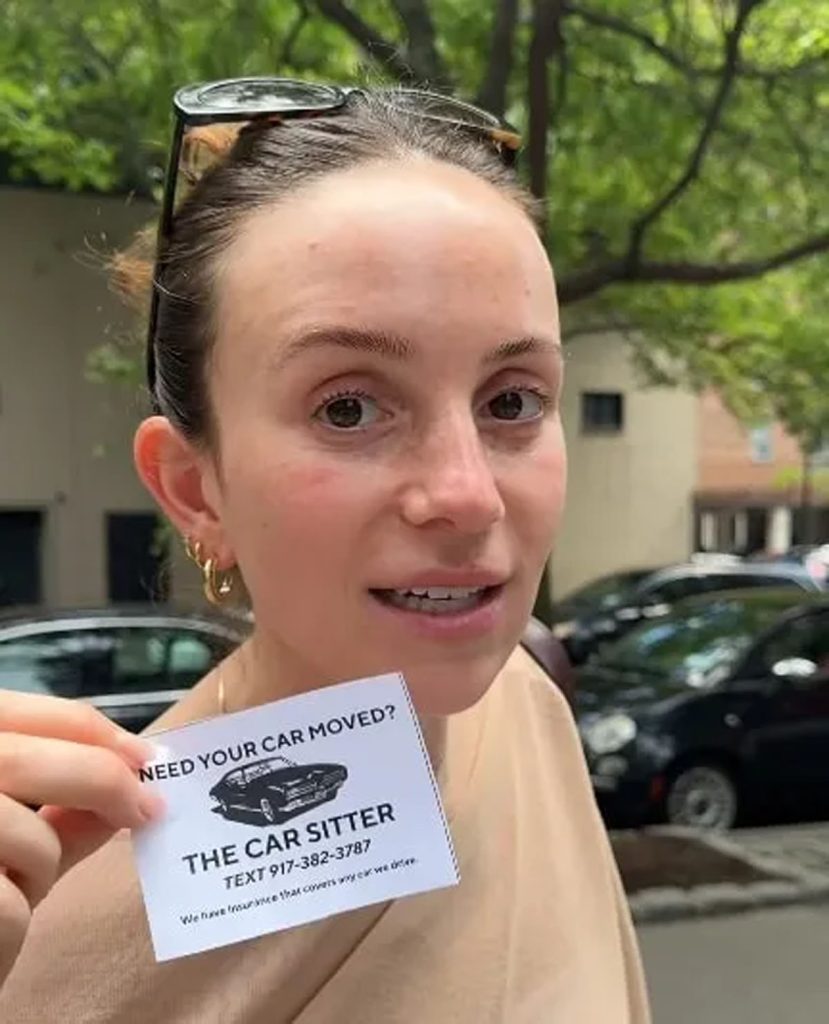 NEED YOUR CAR MOVED?
THE CAR SITTER
TEXT 917-382-3787
We have insurance that covers any car we drive.